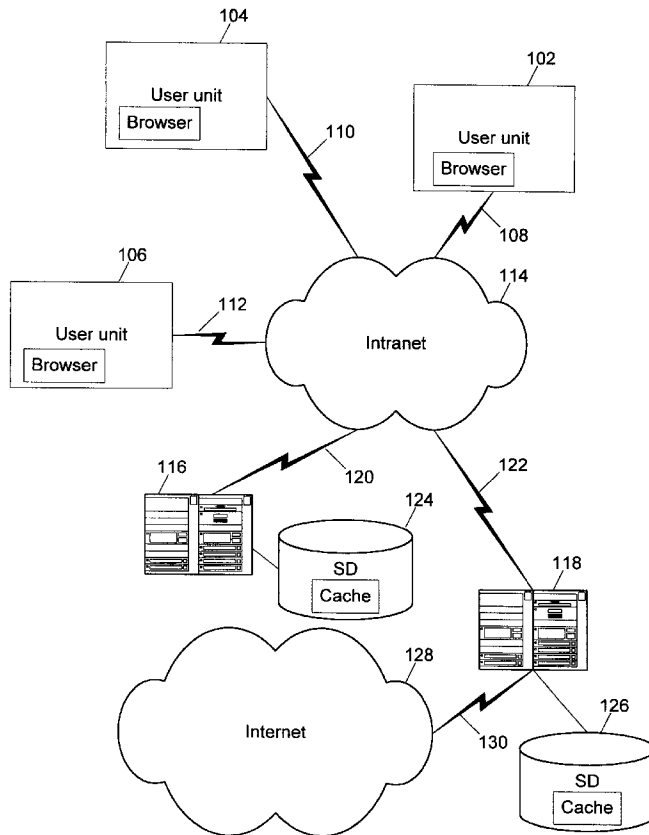 104
User unit
Browser
102
User unit
Browser
110
108
106
User unit
Browser
112
114
Intranet
116
120
122
124
SD
Cache
118
128
Internet
130
126
SD
Cache